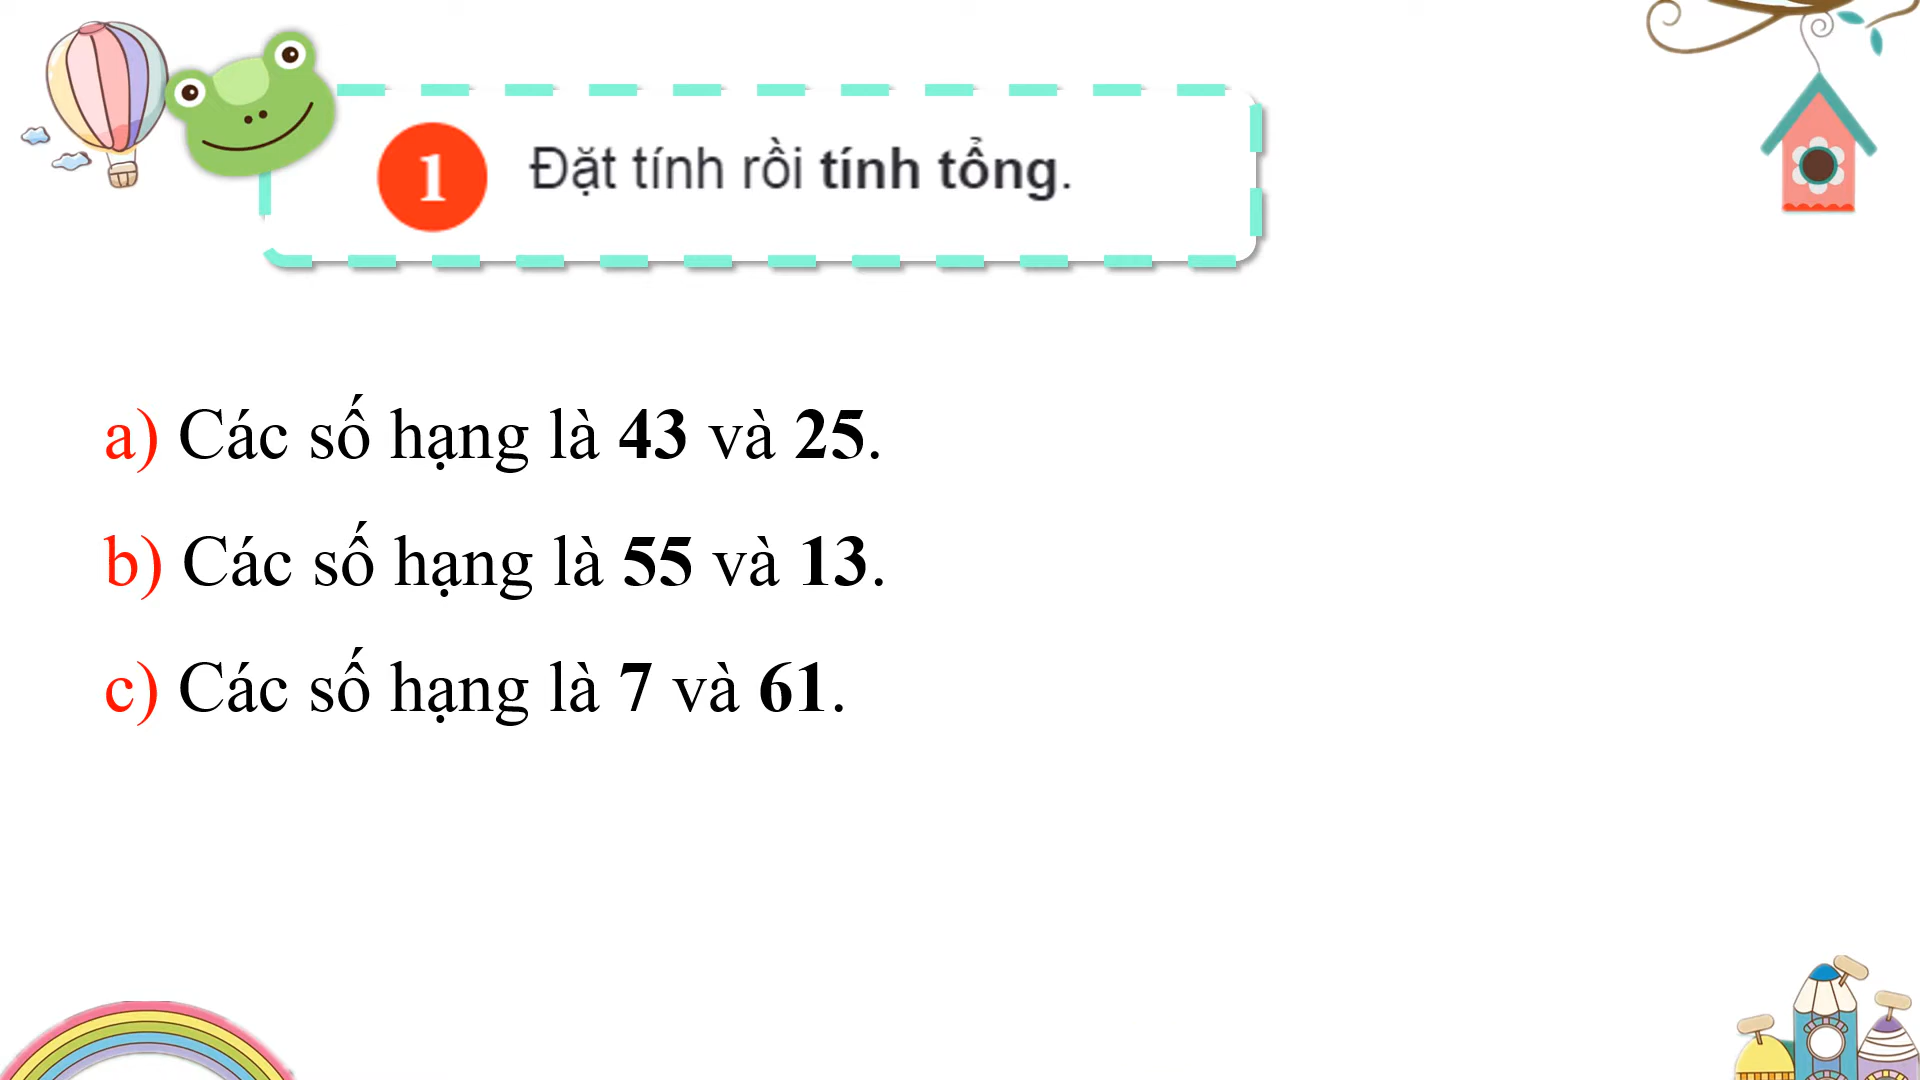 1 Đặt tính rồi tính tổng.
a) Các số hạng là 43 và 25.
b) Các số hạng là 55 và 13.
c) Các số hạng là 7 và 61.